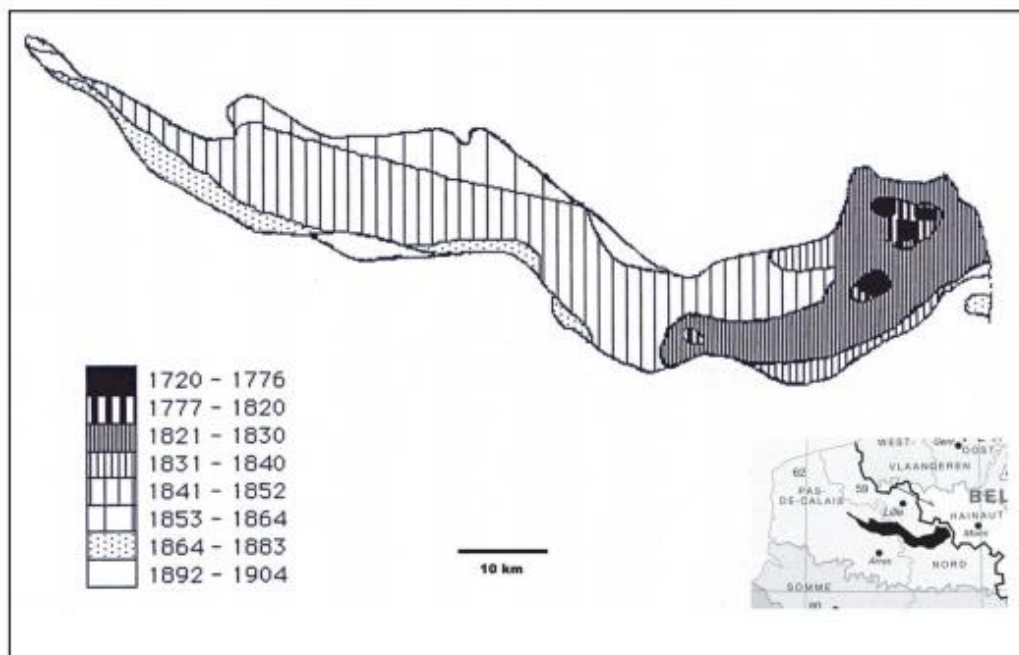 1720 - 1776
1777 - 1820
1821 - 1830
1831 - 1840
1841 - 1852
1853 - 1864
1864 - 1883
1892 - 1904
10 km
WEST-
OOST-
VLAANDEREN
62
59
PAS-
DE-CALAIS
Lille
BEL
HAINAUT
Mons
Arras
NORD
SOMME
80